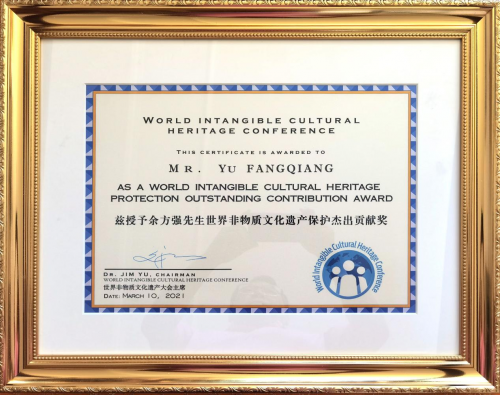 WORLD INTANGIBLE CULTURAL
HERITAGE CONFERENCE
THIS CERTIFICATE IS AWARDED TO
MR. YU FANGQIANG
AS A WORLD INTANGIBLE CULTURAL HERITAGE
PROTECTION OUTSTANDING CONTRIBUTION AWARD
兹授予余方强先生世界非物质文化遗产保护杰出贡献奖
DR. JIM YU, CHAIRMAN
WORLD INTANGIBLE CULTURAL HERITAGE CONFERENCE
世界非物质文化遗产大会主席
DATE: MARCH 10, 2021
World Intangible Cultural Heritage Conference